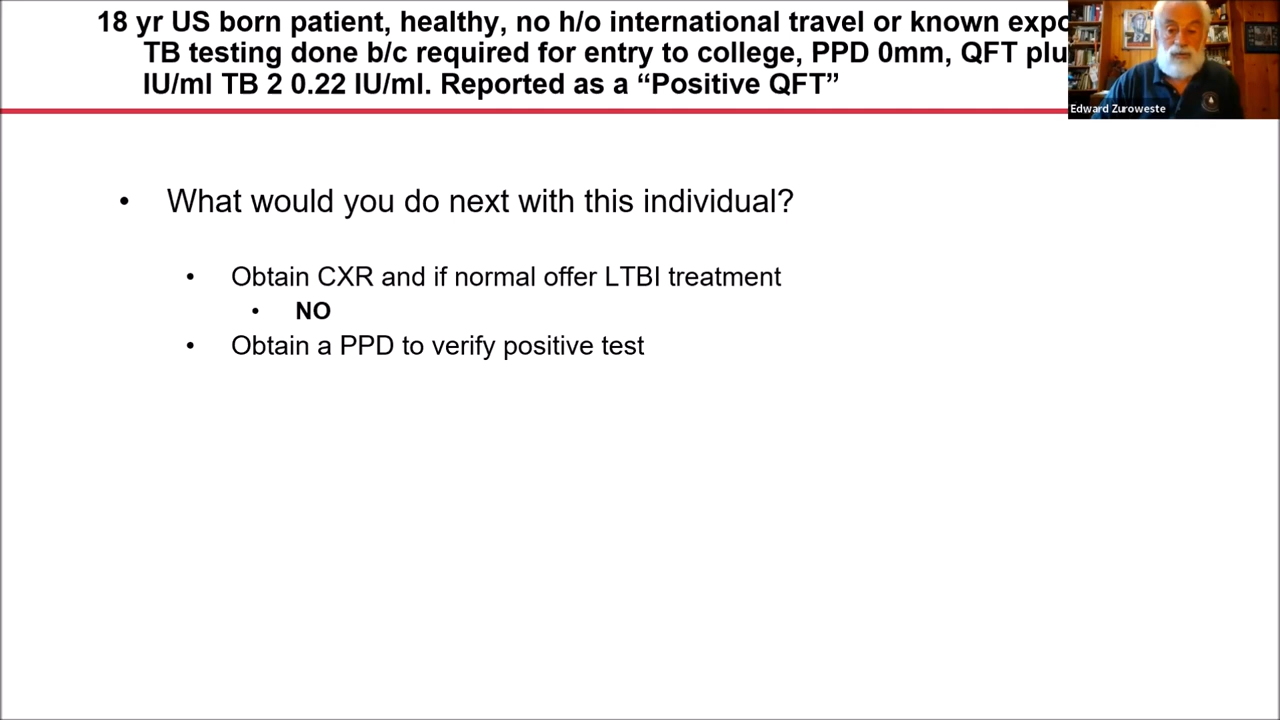 18 yr US born patient, healthy, no h/o international travel or known
TB testing done b/c required for entry to college, PPD 0mm, QFT
IU/ml TB 2 0.22 IU/ml. Reported as a “Positive QFT”
Edward Zuroweste
• What would you do next with this individual?
• Obtain CXR and if normal offer LTBI treatment
• NO
• Obtain a PPD to verify positive test